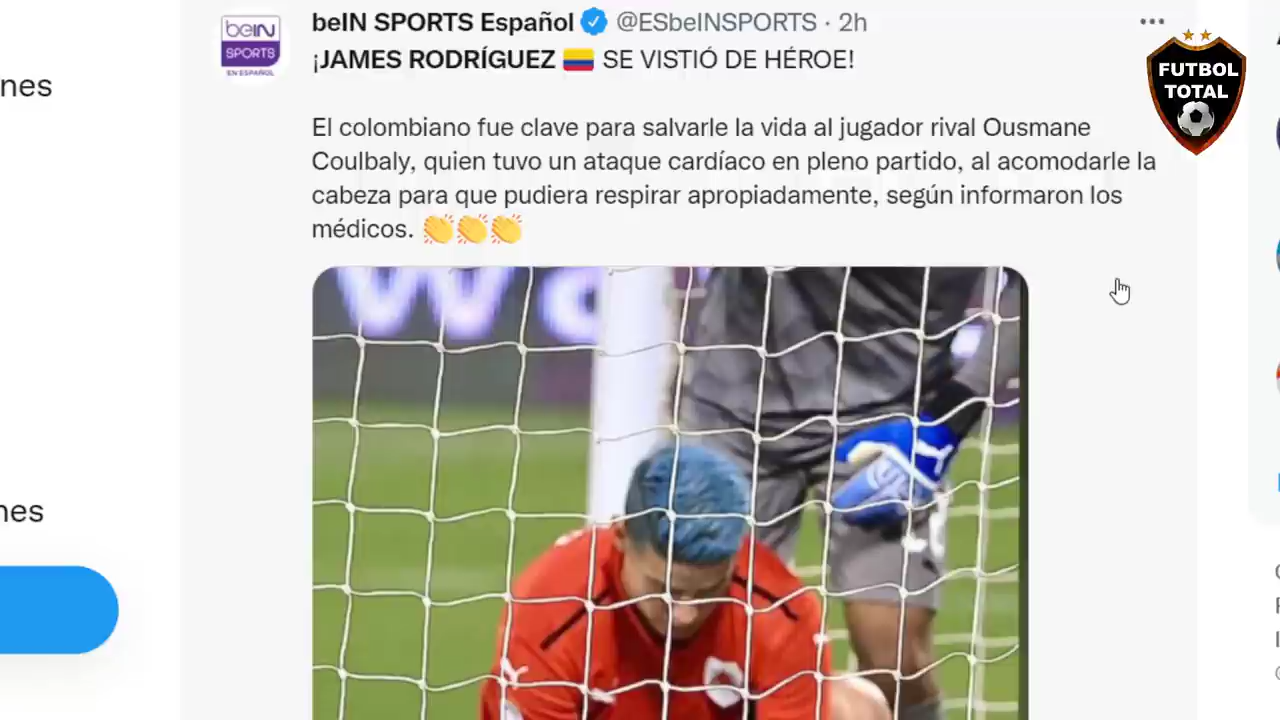 beIN SPORTS Español @ESbeINSPORTS · 2h
beIN
SPORTS
EN ESPAÑOL
¡JAMES RODRÍGUEZ 🇨🇴 SE VISTIÓ DE HÉROE!
FUTBOL
TOTAL
nes
El colombiano fue clave para salvarle la vida al jugador rival Ousmane
Coulbaly, quien tuvo un ataque cardíaco en pleno partido, al acomodarle la
cabeza para que pudiera respirar apropiadamente, según informaron los
médicos. 👏👏👏
nes